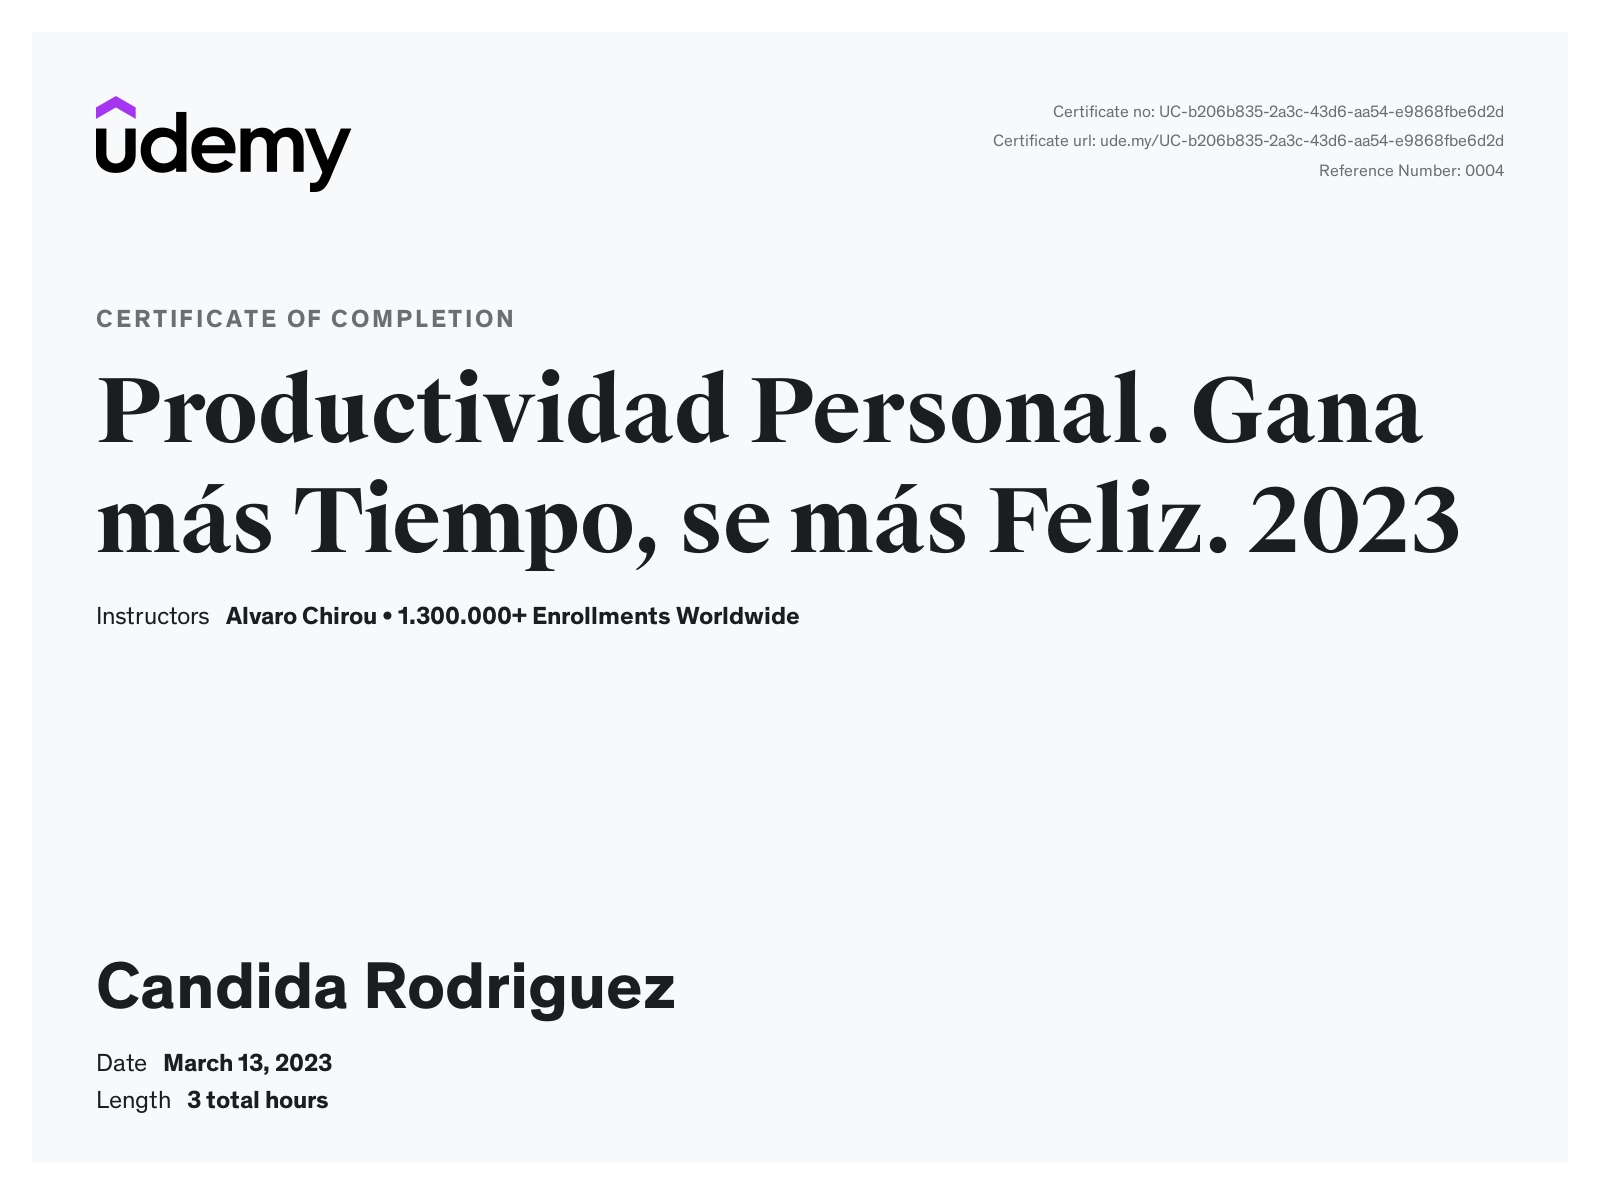 udemy
Certificate no: UC-b206b835-2a3c-43d6-aa54-e9868fbe6d2d
Certificate url: ude.my/UC-b206b835-2a3c-43d6-aa54-e9868fbe6d2d
Reference Number: 0004
CERTIFICATE OF COMPLETION
Productividad Personal. Gana
más Tiempo, se más Feliz. 2023
Instructors Alvaro Chirou • 1.300.000+ Enrollments Worldwide
Candida Rodriguez
Date March 13, 2023
Length 3 total hours